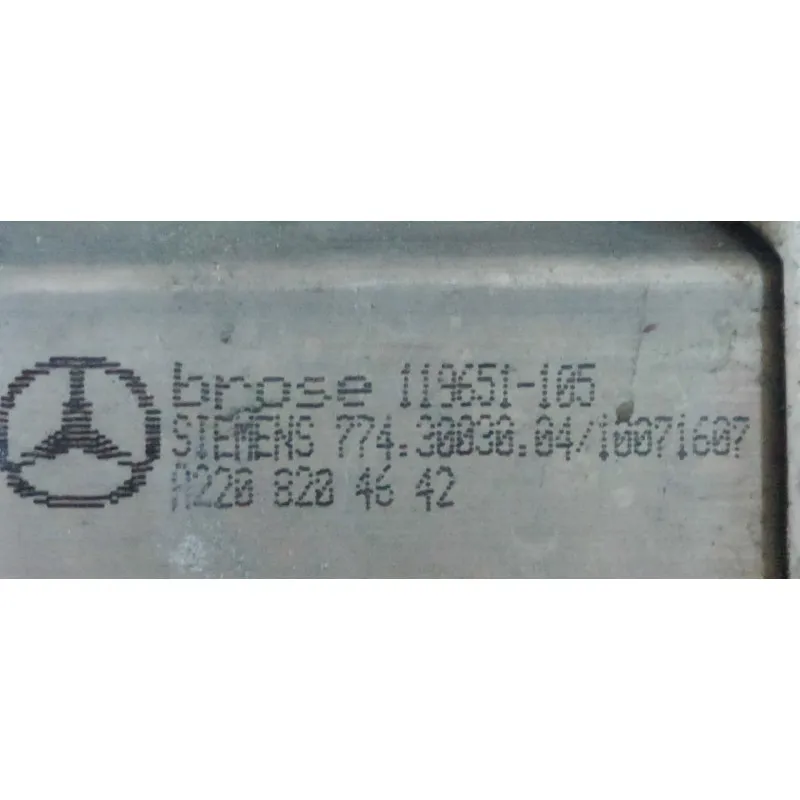 brose 119651-105
SIEMENS 774.30030.04/10071607
A220 820 46 42